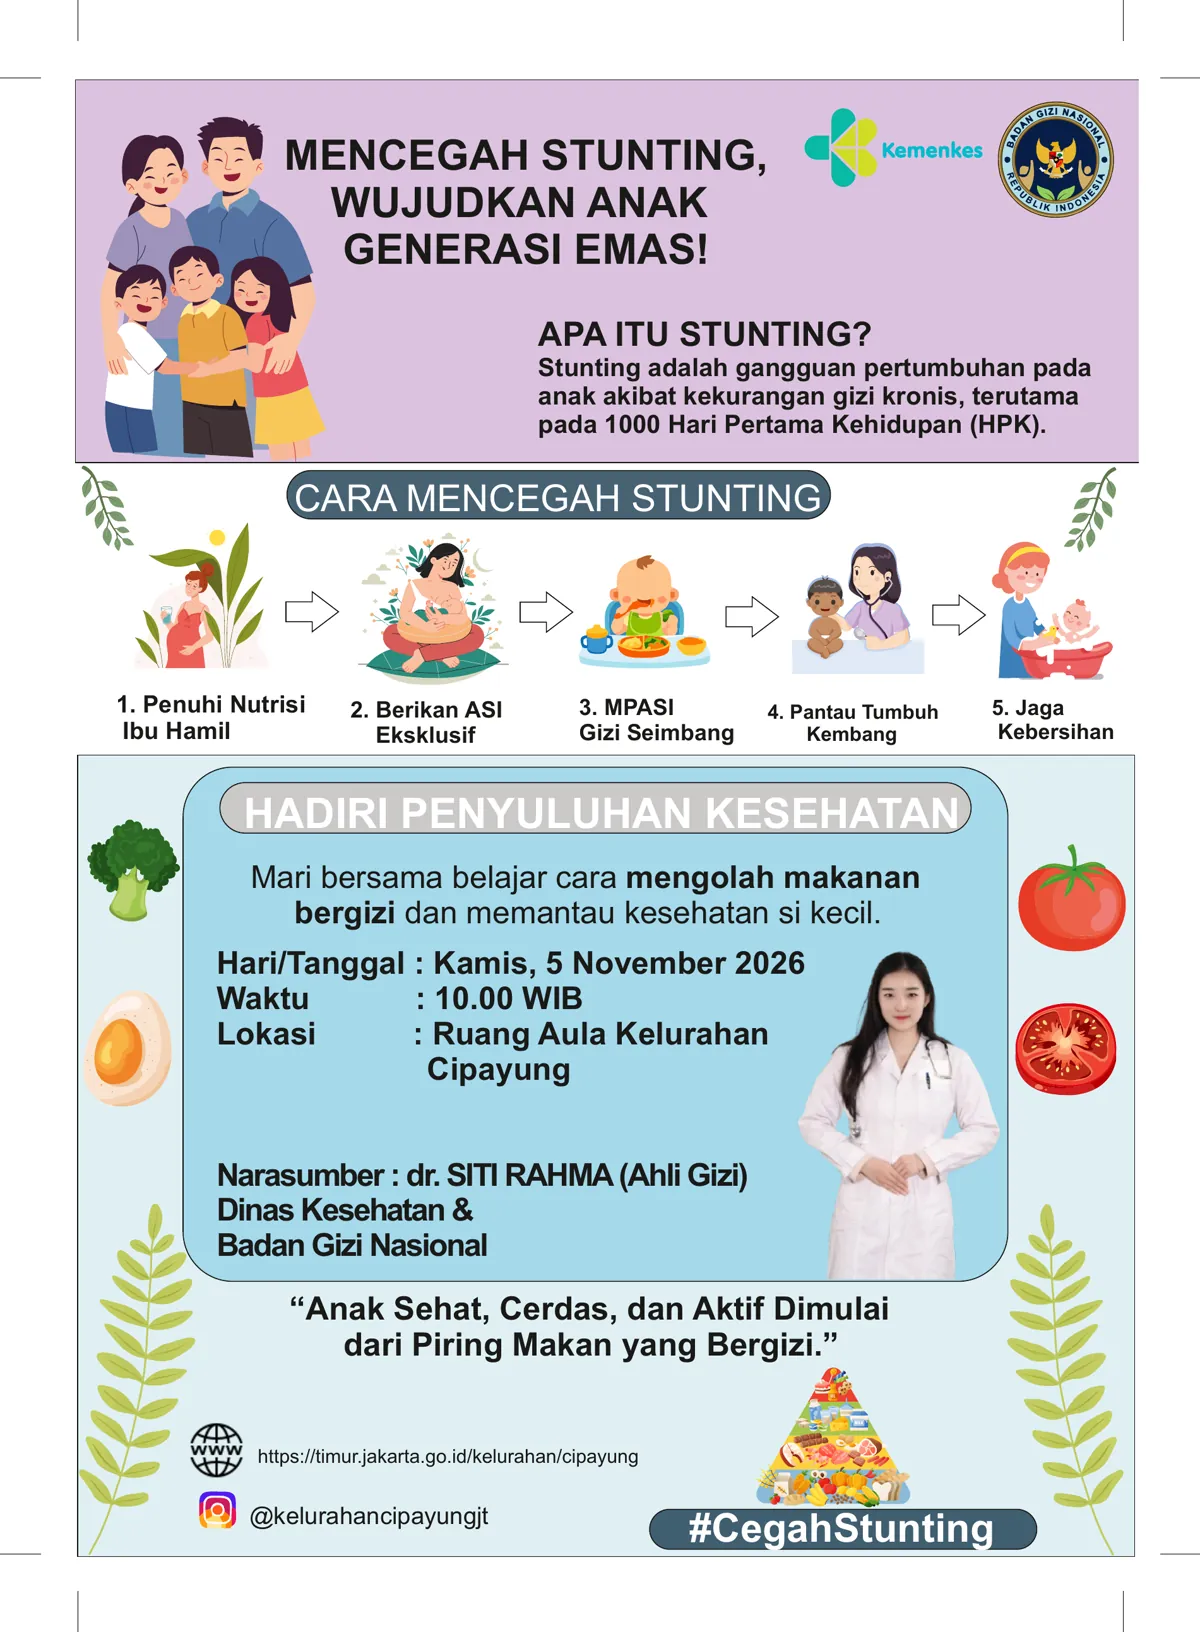 MENCEGAH STUNTING,
WUJUDKAN ANAK
GENERASI EMAS!
Kemenkes
BADAN GIZI NASIONAL
REPUBLIK INDONESIA
APA ITU STUNTING?
Stunting adalah gangguan pertumbuhan pada
anak akibat kekurangan gizi kronis, terutama
pada 1000 Hari Pertama Kehidupan (HPK).
CARA MENCEGAH STUNTING
1. Penuhi Nutrisi
Ibu Hamil
2. Berikan ASI
Eksklusif
3. MPASI
Gizi Seimbang
4. Pantau Tumbuh
Kembang
5. Jaga
Kebersihan
HADIRI PENYULUHAN KESEHATAN
Mari bersama belajar cara mengolah makanan
bergizi dan memantau kesehatan si kecil.
Hari/Tanggal : Kamis, 5 November 2026
Waktu : 10.00 WIB
Lokasi : Ruang Aula Kelurahan
Cipayung
Narasumber : dr. SITI RAHMA (Ahli Gizi)
Dinas Kesehatan &
Badan Gizi Nasional
“Anak Sehat, Cerdas, dan Aktif Dimulai
dari Piring Makan yang Bergizi.”
www
https://timur.jakarta.go.id/kelurahan/cipayung
@kelurahancipayungjt
#CegahStunting